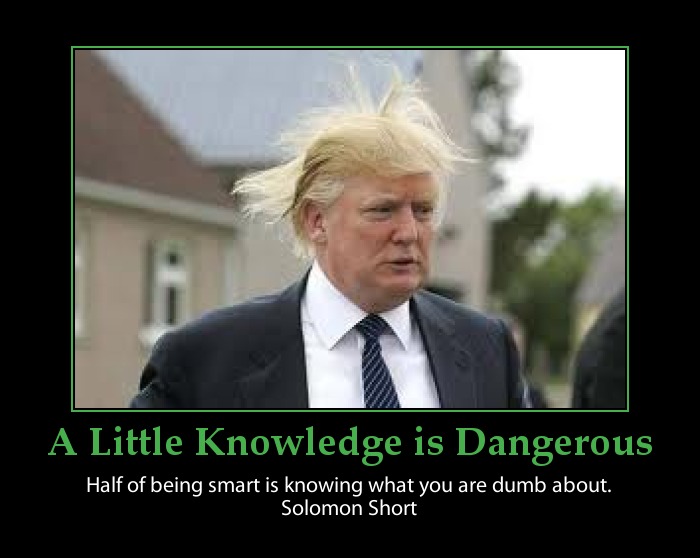 A Little Knowledge is Dangerous
Half of being smart is knowing what you are dumb about.
Solomon Short